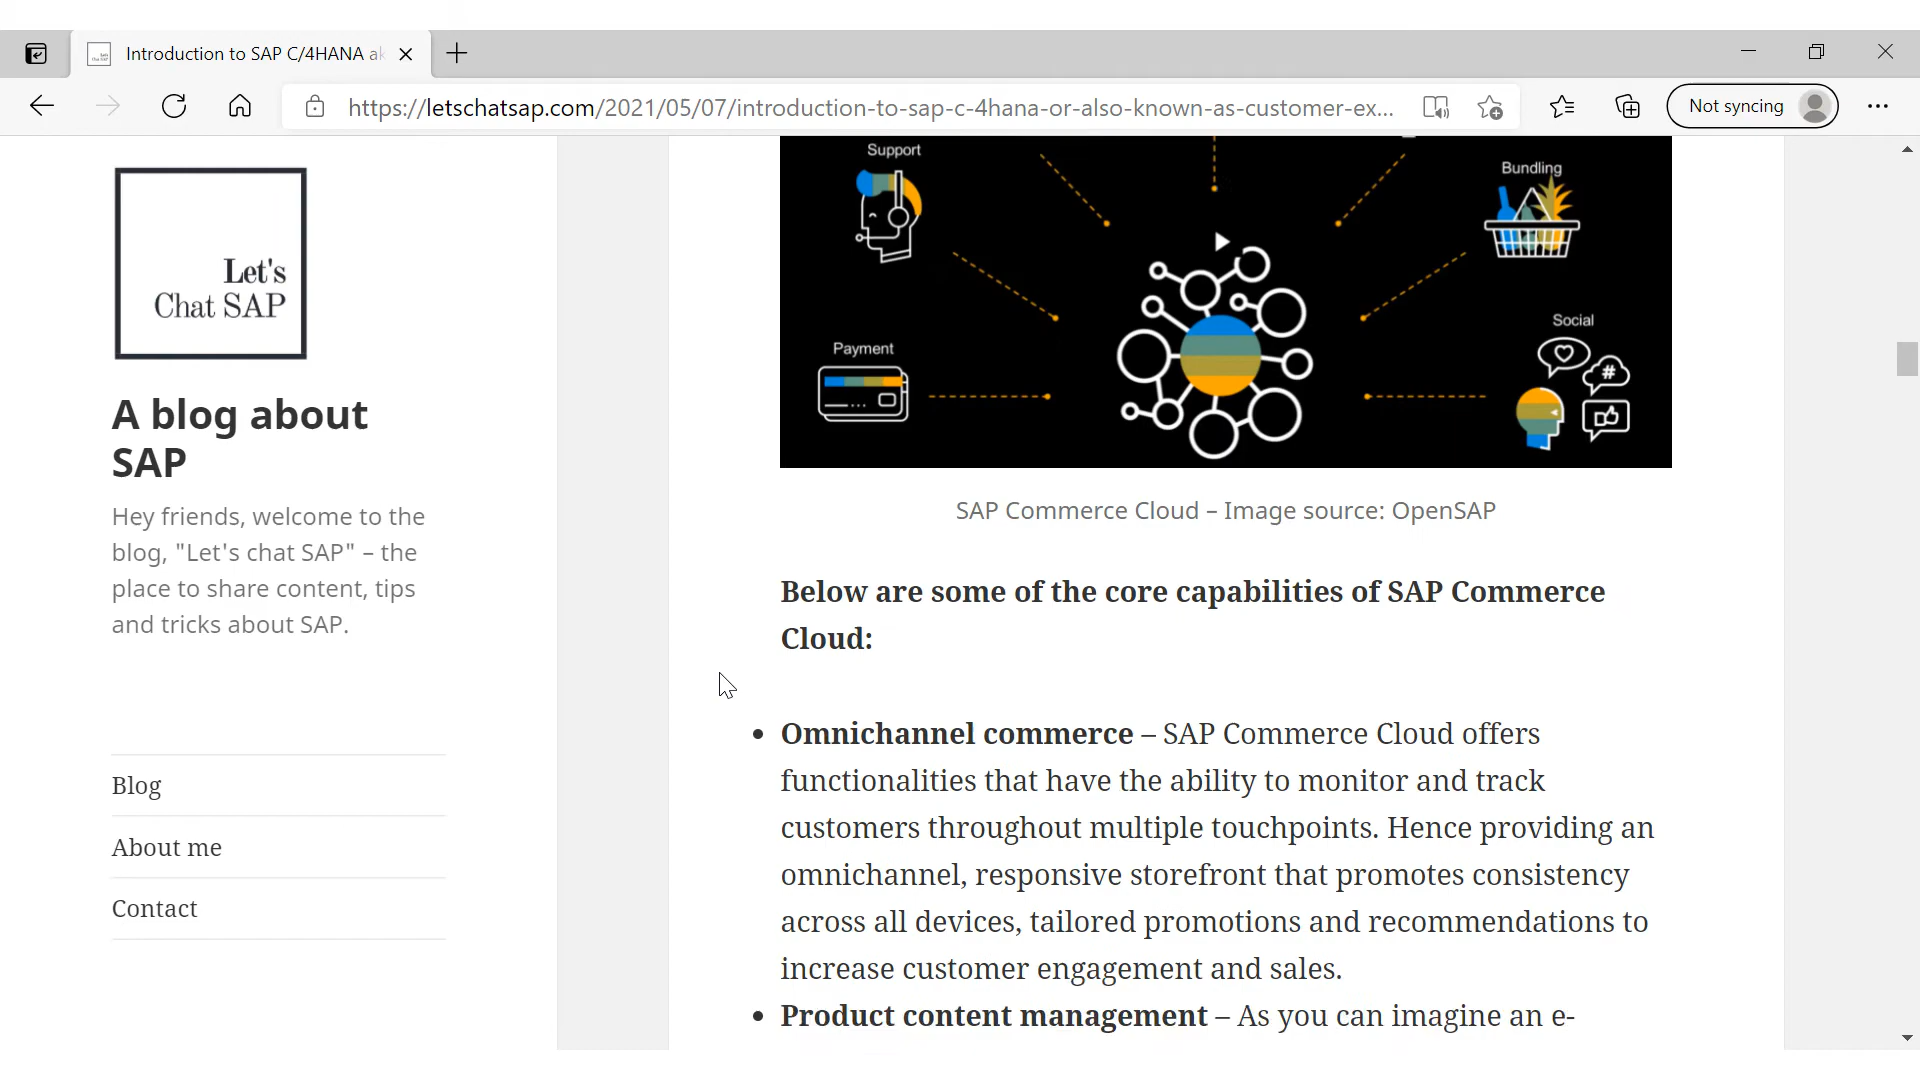 Introduction to SAP C/4HANA ak
https://letschatsap.com/2021/05/07/introduction-to-sap-c-4hana-or-also-known-as-customer-ex...
Not syncing
Let's
Chat SAP
A blog about
SAP
Hey friends, welcome to the
blog, "Let's chat SAP" – the
place to share content, tips
and tricks about SAP.
Blog
About me
Contact
Support
Bundling
Payment
Social
#
SAP Commerce Cloud – Image source: OpenSAP
Below are some of the core capabilities of SAP Commerce
Cloud:
• Omnichannel commerce – SAP Commerce Cloud offers
functionalities that have the ability to monitor and track
customers throughout multiple touchpoints. Hence providing an
omnichannel, responsive storefront that promotes consistency
across all devices, tailored promotions and recommendations to
increase customer engagement and sales.
• Product content management – As you can imagine an e-